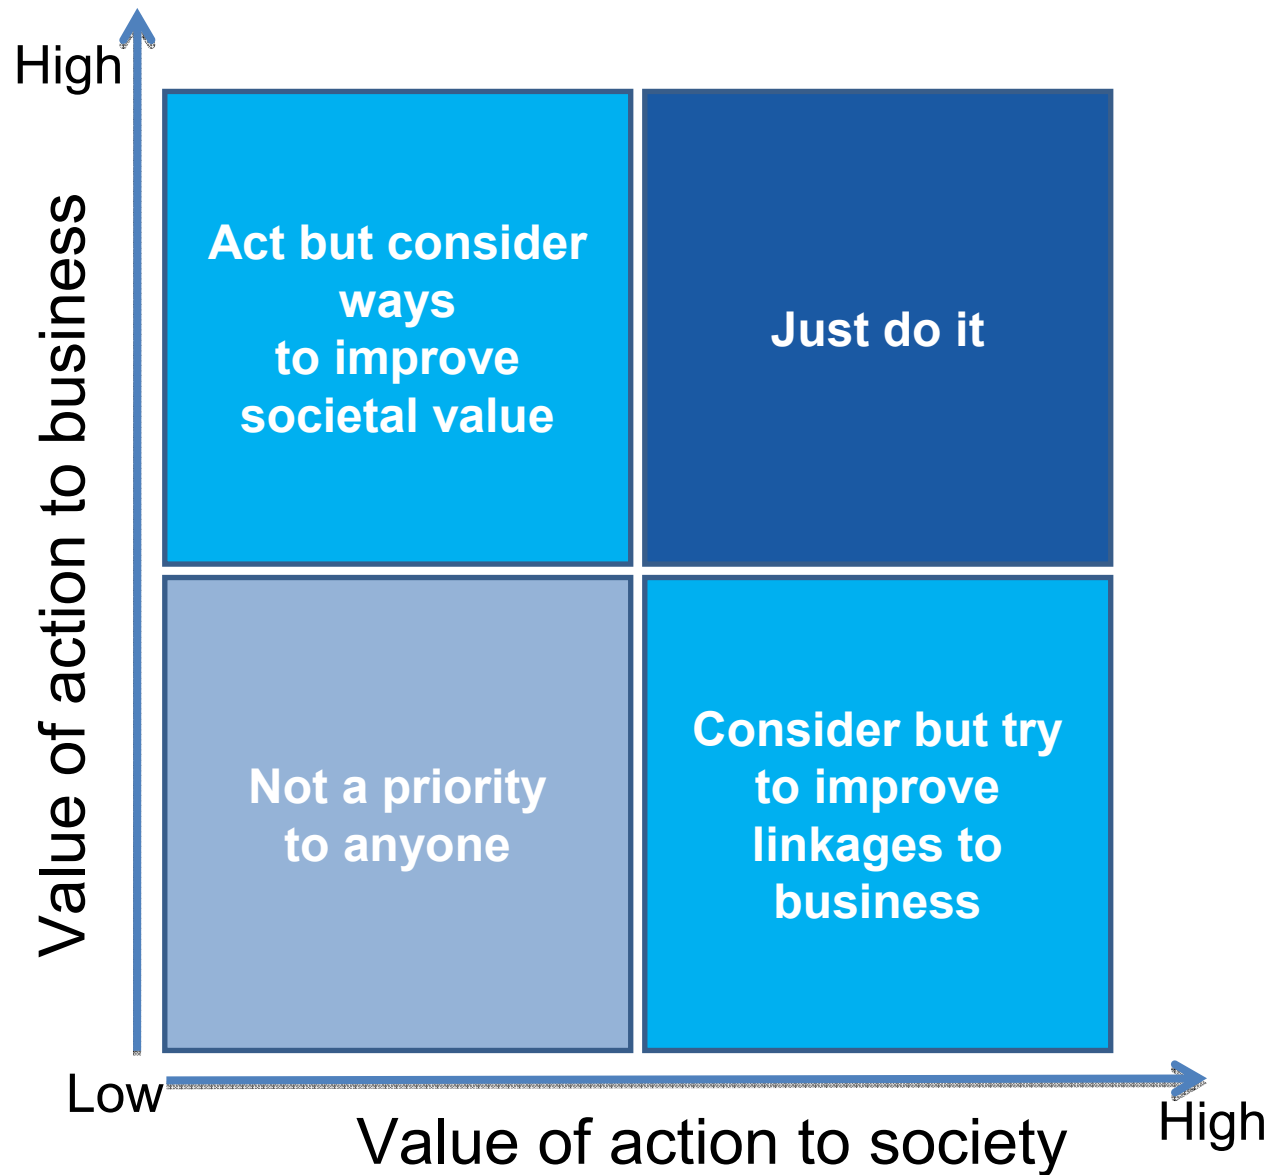 High
Value of action to business
Act but consider
ways
to improve
societal value
Just do it
Not a priority
to anyone
Consider but try
to improve
linkages to
business
Low
High
Value of action to society